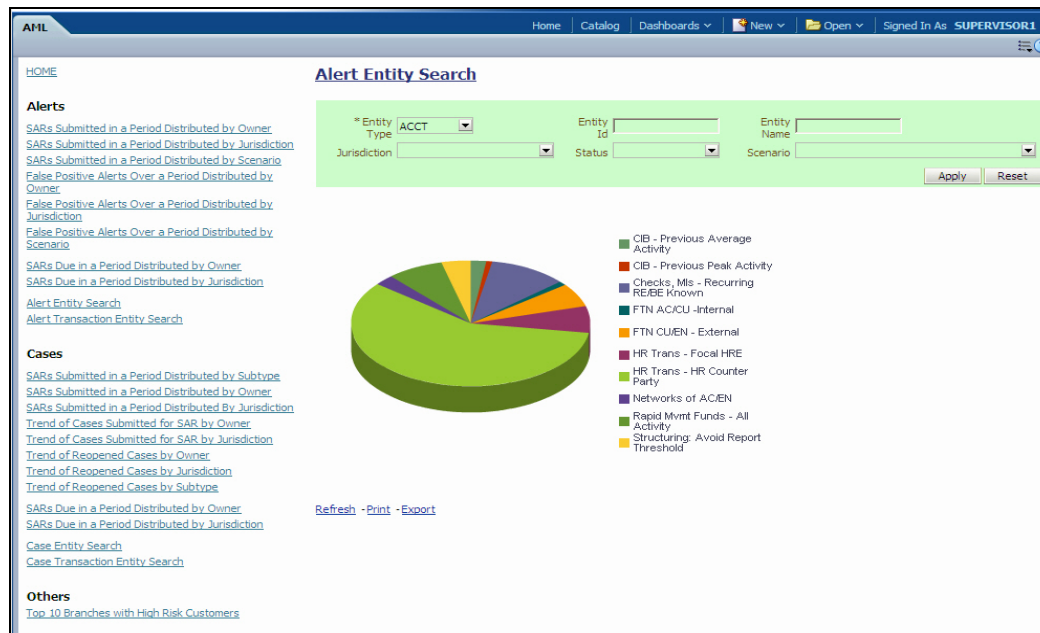 AML
Home
Catalog
Dashboards
New
Open
Signed In As SUPERVISOR1
HOME
Alerts
SARs Submitted in a Period Distributed by Owner
SARs Submitted in a Period Distributed by Jurisdiction
SARs Submitted in a Period Distributed by Scenario
False Positive Alerts Over a Period Distributed by
Owner
False Positive Alerts Over a Period Distributed by
Jurisdiction
False Positive Alerts Over a Period Distributed by
Scenario
SARs Due in a Period Distributed by Owner
SARs Due in a Period Distributed by Jurisdiction
Alert Entity Search
Alert Transaction Entity Search
Cases
SARs Submitted in a Period Distributed by Subtype
SARs Submitted in a Period Distributed by Owner
SARs Submitted in a Period Distributed By Jurisdiction
Trend of Cases Submitted for SAR by Owner
Trend of Cases Submitted for SAR by Jurisdiction
Trend of Reopened Cases by Owner
Trend of Reopened Cases by Jurisdiction
Trend of Reopened Cases by Subtype
SARs Due in a Period Distributed by Owner
SARs Due in a Period Distributed by Jurisdiction
Case Entity Search
Case Transaction Entity Search
Others
Top 10 Branches with High Risk Customers
Alert Entity Search
* Entity
Type
ACCT
Entity
Id
Entity
Name
Jurisdiction
Status
Scenario
Apply
Reset
CIB - Previous Average
Activity
CIB - Previous Peak Activity
Checks, MIs - Recurring
RE/BE Known
FTN AC/CU -Internal
FTN CU/EN - External
HR Trans - Focal HRE
HR Trans - HR Counter
Party
Networks of AC/EN
Rapid Mvmt Funds - All
Activity
Structuring: Avoid Report
Threshold
Refresh - Print - Export